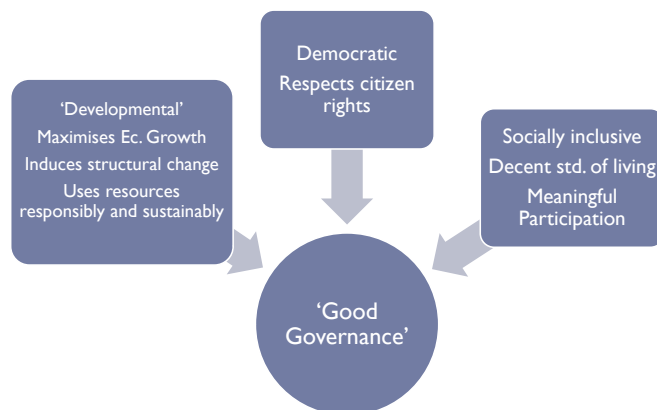 ‘Developmental’
Maximises Ec. Growth
Induces structural change
Uses resources
responsibly and sustainably
Democratic
Respects citizen
rights
Socially inclusive
Decent std. of living
Meaningful
Participation
‘Good
Governance’